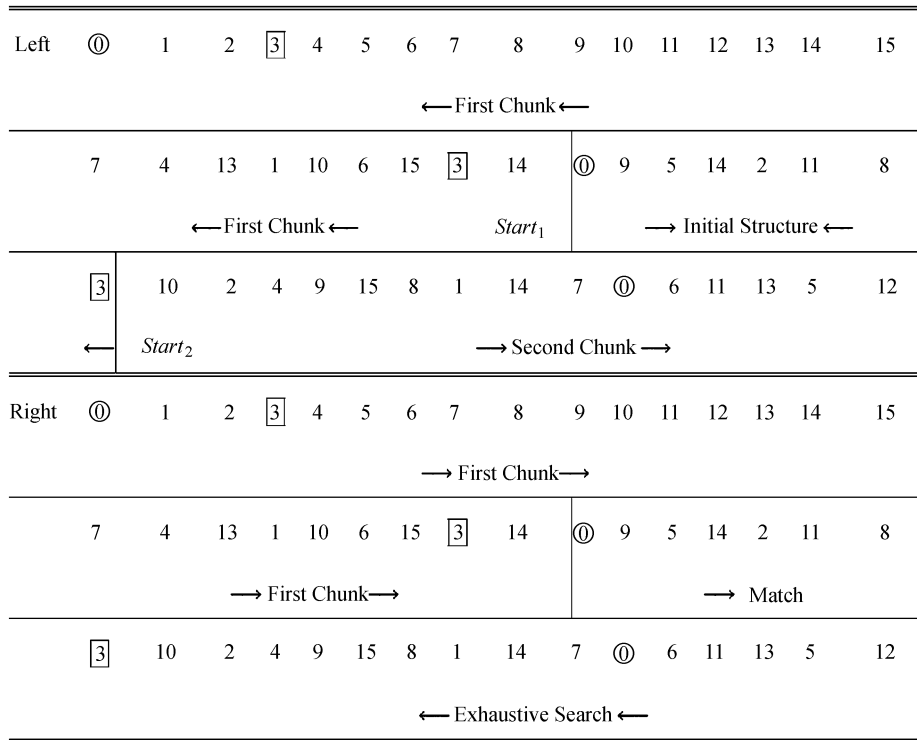 Left ⓪ 1 2 3 4 5 6 7 8 9 10 11 12 13 14 15
← First Chunk ←
7 4 13 1 10 6 15 3 14 ⓪ 9 5 14 2 11 8
← First Chunk ← Start₁ → Initial Structure ←
3 10 2 4 9 15 8 1 14 7 ⓪ 6 11 13 5 12
← Start₂ → Second Chunk →
Right ⓪ 1 2 3 4 5 6 7 8 9 10 11 12 13 14 15
→ First Chunk →
7 4 13 1 10 6 15 3 14 ⓪ 9 5 14 2 11 8
→ First Chunk → → Match
3 10 2 4 9 15 8 1 14 7 ⓪ 6 11 13 5 12
← Exhaustive Search ←